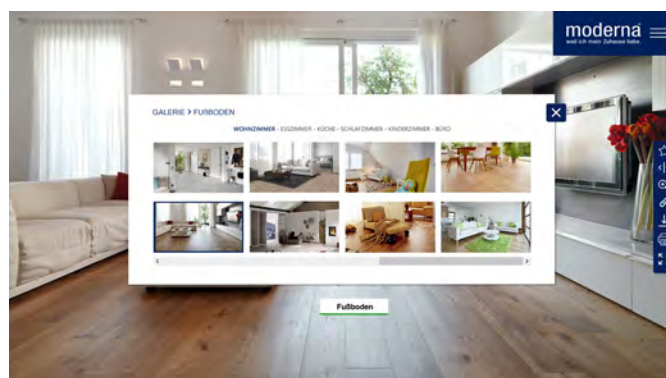 moderna
weil ich mein Zuhause liebe.
GALERIE > FUßBODEN
WOHNZIMMER - ESSZIMMER - KÜCHE - SCHLAFZIMMER - KINDERZIMMER - BÜRO
Fußboden